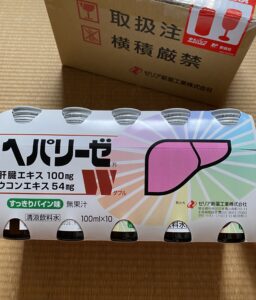 取扱注
横積厳禁
ゼリア新薬工業株式会社
ヘパリーゼ
W
ダブル
肝臓エキス 100mg
ウコンエキス 54mg
すっきりパイン味 無果汁
清涼飲料水
100ml×10
ゼリア新薬工業株式会社